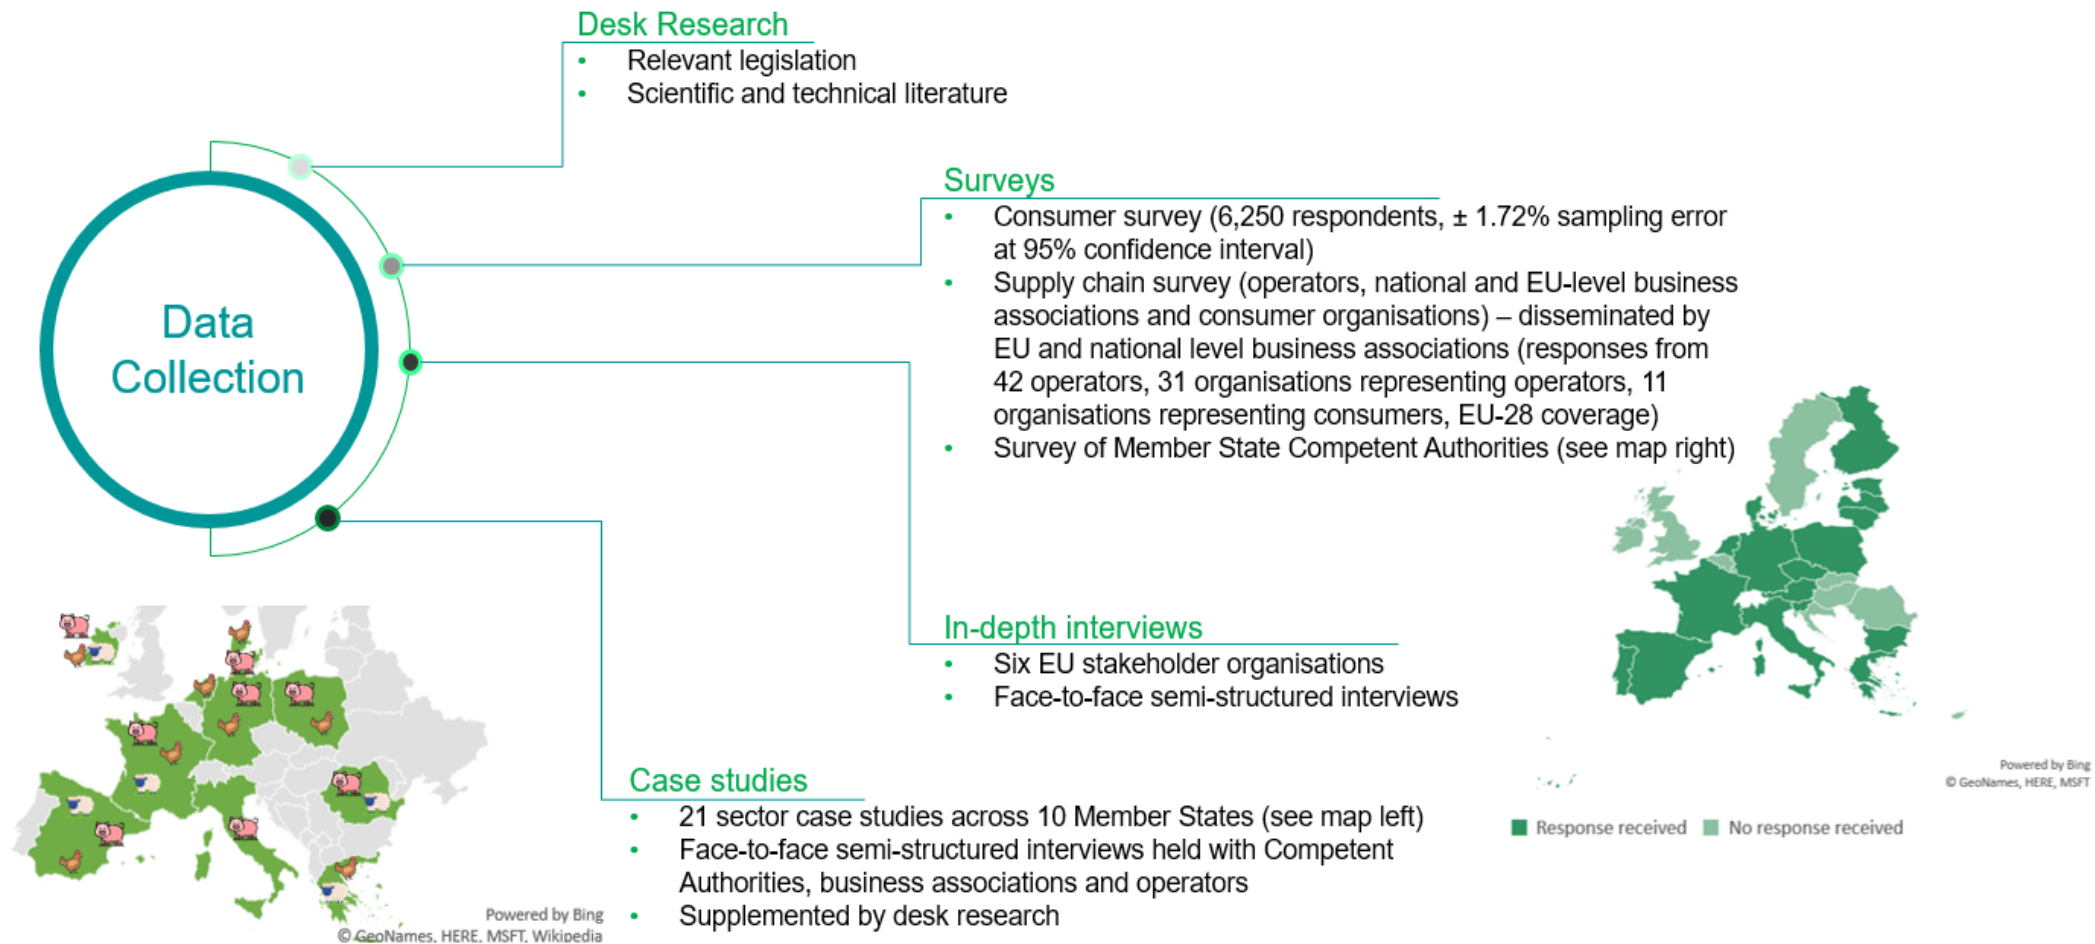 Desk Research
• Relevant legislation
• Scientific and technical literature
Surveys
• Consumer survey (6,250 respondents, ± 1.72% sampling error
at 95% confidence interval)
• Supply chain survey (operators, national and EU-level business
associations and consumer organisations) – disseminated by
EU and national level business associations (responses from
42 operators, 31 organisations representing operators, 11
organisations representing consumers, EU-28 coverage)
• Survey of Member State Competent Authorities (see map right)
Data
Collection
In-depth interviews
• Six EU stakeholder organisations
• Face-to-face semi-structured interviews
Powered by Bing
© GeoNames, HERE, MSFT
Response received
No response received
Case studies
• 21 sector case studies across 10 Member States (see map left)
• Face-to-face semi-structured interviews held with Competent
Authorities, business associations and operators
• Supplemented by desk research
Powered by Bing
© GeoNames, HERE, MSFT, Wikipedia